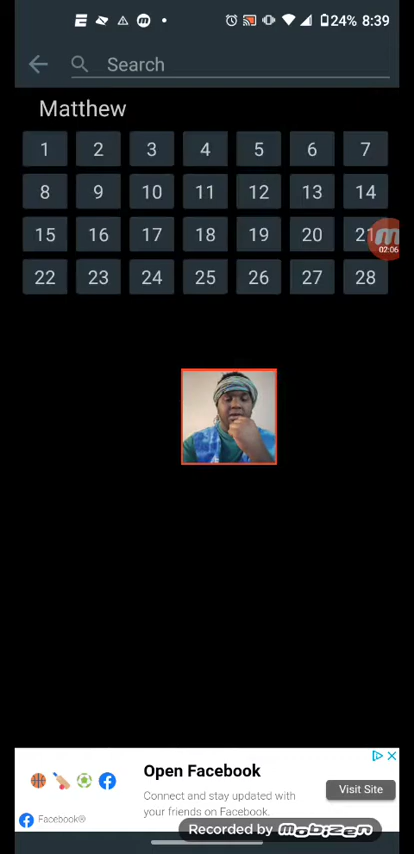 24% 8:39
Search
Matthew
1 2 3 4 5 6 7
8 9 10 11 12 13 14
15 16 17 18 19 20 21
02:06
22 23 24 25 26 27 28
Open Facebook
Connect and stay updated with
your friends on Facebook.
Visit Site
Facebook®
Recorded by mobizen